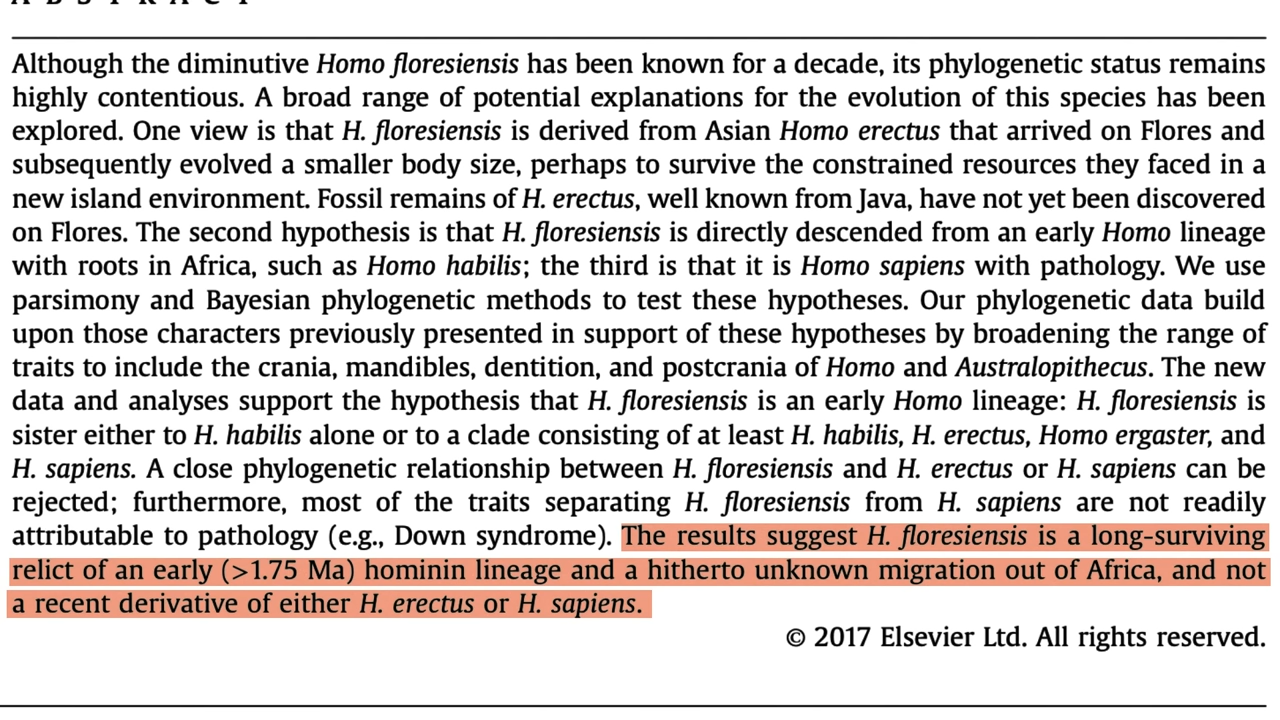 Although the diminutive Homo floresiensis has been known for a decade, its phylogenetic status remains
highly contentious. A broad range of potential explanations for the evolution of this species has been
explored. One view is that H. floresiensis is derived from Asian Homo erectus that arrived on Flores and
subsequently evolved a smaller body size, perhaps to survive the constrained resources they faced in a
new island environment. Fossil remains of H. erectus, well known from Java, have not yet been discovered
on Flores. The second hypothesis is that H. floresiensis is directly descended from an early Homo lineage
with roots in Africa, such as Homo habilis; the third is that it is Homo sapiens with pathology. We use
parsimony and Bayesian phylogenetic methods to test these hypotheses. Our phylogenetic data build
upon those characters previously presented in support of these hypotheses by broadening the range of
traits to include the crania, mandibles, dentition, and postcrania of Homo and Australopithecus. The new
data and analyses support the hypothesis that H. floresiensis is an early Homo lineage: H. floresiensis is
sister either to H. habilis alone or to a clade consisting of at least H. habilis, H. erectus, Homo ergaster, and
H. sapiens. A close phylogenetic relationship between H. floresiensis and H. erectus or H. sapiens can be
rejected; furthermore, most of the traits separating H. floresiensis from H. sapiens are not readily
attributable to pathology (e.g., Down syndrome). The results suggest H. floresiensis is a long-surviving
relict of an early (>1.75 Ma) hominin lineage and a hitherto unknown migration out of Africa, and not
a recent derivative of either H. erectus or H. sapiens.
© 2017 Elsevier Ltd. All rights reserved.